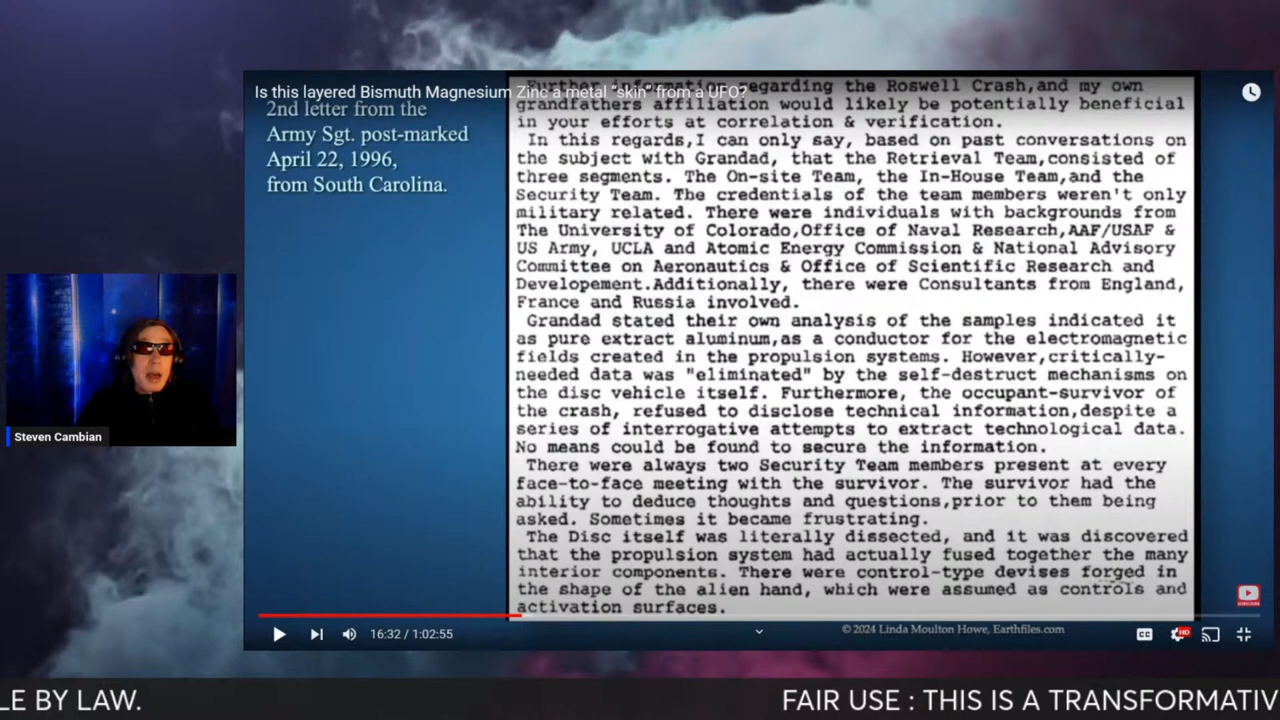 Is this layered Bismuth Magnesium Zinc a metal "skin" from a UFO?
2nd letter from the
Army Sgt. post-marked
April 22, 1996,
from South Carolina.
Further information regarding the Roswell Crash,and my own
grandfathers affiliation would likely be potentially beneficial
in your efforts at correlation & verification.
In this regards,I can only say, based on past conversations on
the subject with Grandad, that the Retrieval Team,consisted of
three segments. The On-site Team, the In-House Team,and the
Security Team. The credentials of the team members weren't only
military related. There were individuals with backgrounds from
The University of Colorado,Office of Naval Research,AAF/USAF &
US Army, UCLA and Atomic Energy Commission & National Advisory
Committee on Aeronautics & Office of Scientific Research and
Developement.Additionally, there were Consultants from England,
France and Russia involved.
Grandad stated their own analysis of the samples indicated it
as pure extract aluminum,as a conductor for the electromagnetic
fields created in the propulsion systems. However,critically-
needed data was "eliminated" by the self-destruct mechanisms on
the disc vehicle itself. Furthermore, the occupant-survivor of
the crash, refused to disclose technical information,despite a
series of interrogative attempts to extract technological data.
No means could be found to secure the information.
There were always two Security Team members present at every
face-to-face meeting with the survivor. The survivor had the
ability to deduce thoughts and questions,prior to them being
asked. Sometimes it became frustrating.
The Disc itself was literally dissected, and it was discovered
that the propulsion system had actually fused together the many
interior components. There were control-type devises forged in
the shape of the alien hand, which were assumed as controls and
activation surfaces.
Steven Cambian
SUBSCRIBE
16:32 / 1:02:55
© 2024 Linda Moulton Howe, Earthfiles.com
CC
HD
LE BY LAW.
FAIR USE : THIS IS A TRANSFORMATIV